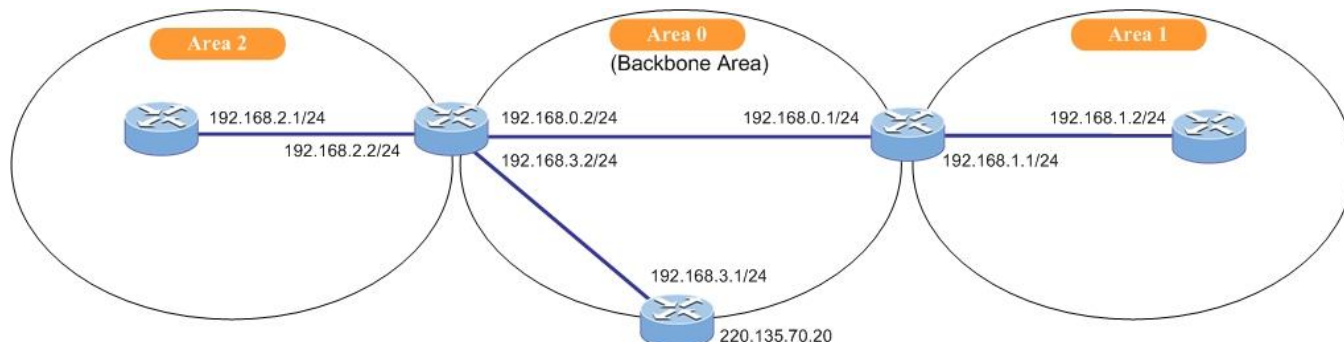 Area 2
Area 0
(Backbone Area)
Area 1
192.168.2.1/24
192.168.2.2/24
192.168.0.2/24
192.168.3.2/24
192.168.0.1/24
192.168.1.2/24
192.168.1.1/24
192.168.3.1/24
220.135.70.20